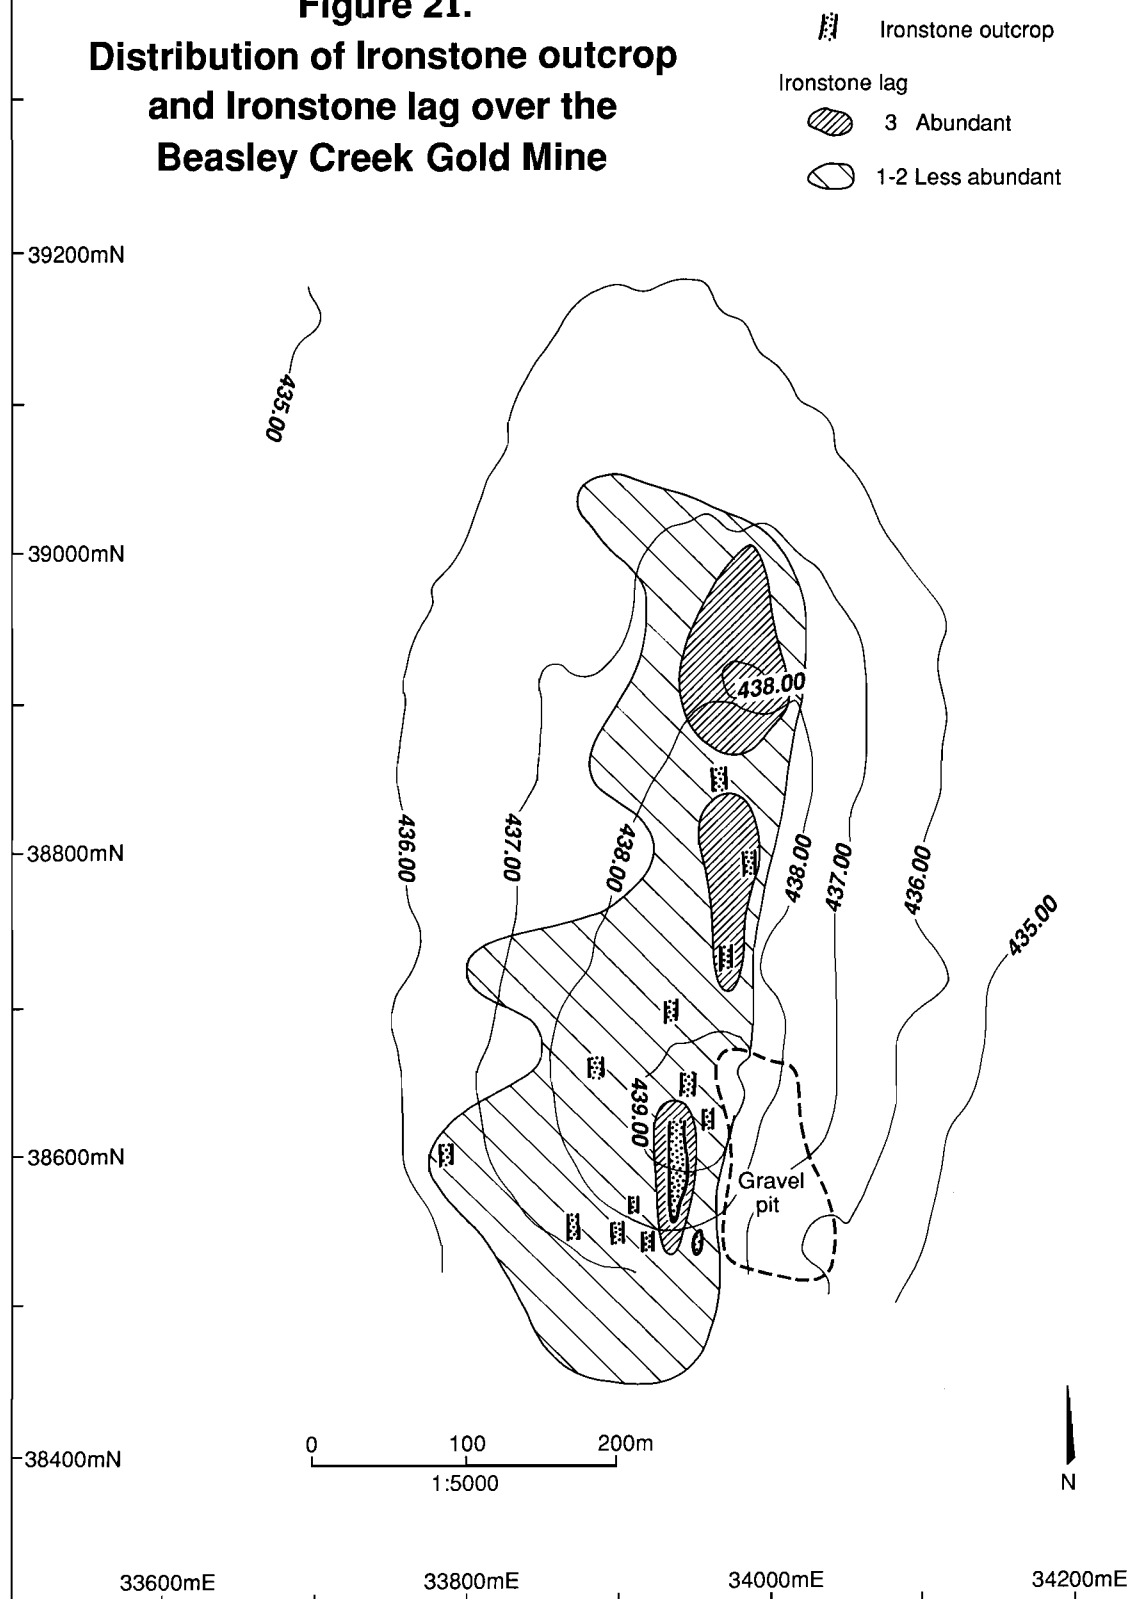 Figure 21.
Distribution of Ironstone outcrop
and Ironstone lag over the
Beasley Creek Gold Mine
Ironstone outcrop
Ironstone lag
3 Abundant
1-2 Less abundant
39200mN
435.00
39000mN
438.00
38800mN
436.00
437.00
438.00
438.00
437.00
436.00
435.00
439.00
38600mN
Gravel
pit
38400mN
0 100 200m
1:5000
N
33600mE 33800mE 34000mE 34200mE